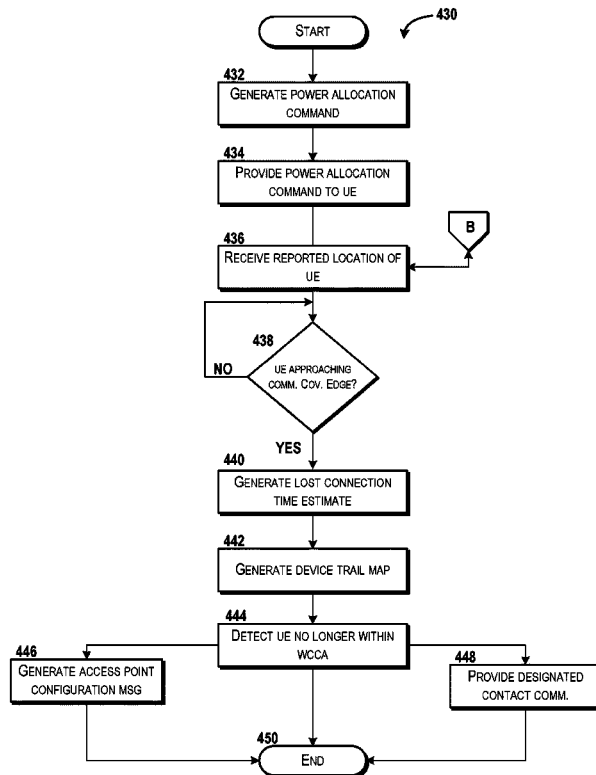 430
START
432
GENERATE POWER ALLOCATION
COMMAND
434
PROVIDE POWER ALLOCATION
COMMAND TO UE
B
436
RECEIVE REPORTED LOCATION OF
UE
438
NO
UE APPROACHING
COMM. COV. EDGE?
YES
440
GENERATE LOST CONNECTION
TIME ESTIMATE
442
GENERATE DEVICE TRAIL MAP
444
DETECT UE NO LONGER WITHIN
WCCA
446
GENERATE ACCESS POINT
CONFIGURATION MSG
448
PROVIDE DESIGNATED
CONTACT COMM.
450
END